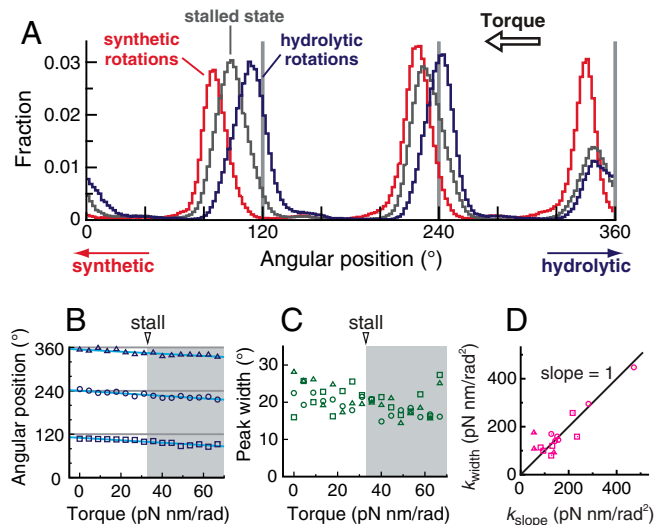 A
stalled state
synthetic rotations
hydrolytic rotations
Torque
Fraction
0.03
0.02
0.01
0
0
120
240
360
synthetic
Angular position (°)
hydrolytic
B
stall
Angular position (°)
360
240
120
0
0
20
40
60
Torque (pN nm/rad)
C
stall
Peak width (°)
30
20
10
0
0
20
40
60
Torque (pN nm/rad)
D
slope = 1
kwidth (pN nm/rad²)
400
200
0
0
200
400
kslope (pN nm/rad²)